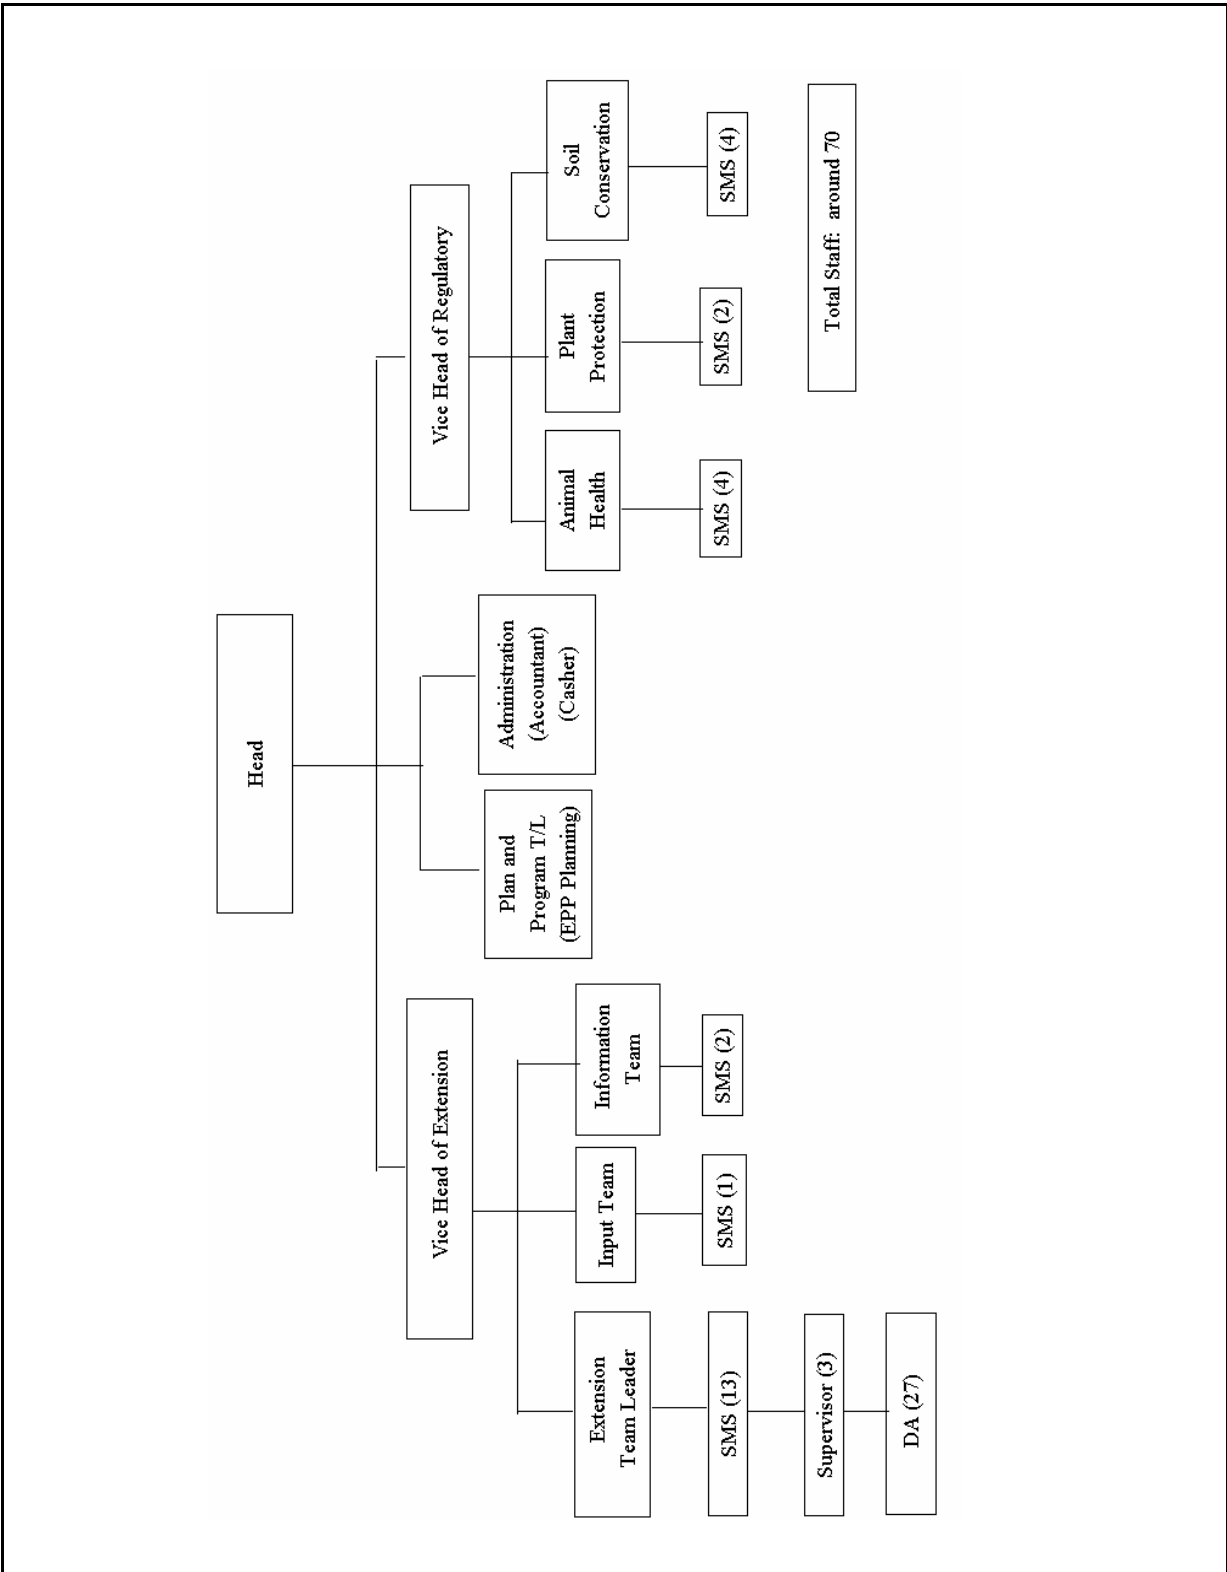 Head
Vice Head of Extension
Plan and
Program T/L
(EPP Planning)
Administration
(Accountant)
(Casher)
Vice Head of Regulatory
Extension
Team Leader
Input Team
Information
Team
Animal
Health
Plant
Protection
Soil
Conservation
SMS (13)
SMS (1)
SMS (2)
SMS (4)
SMS (2)
SMS (4)
Supervisor (3)
DA (27)
Total Staff: around 70